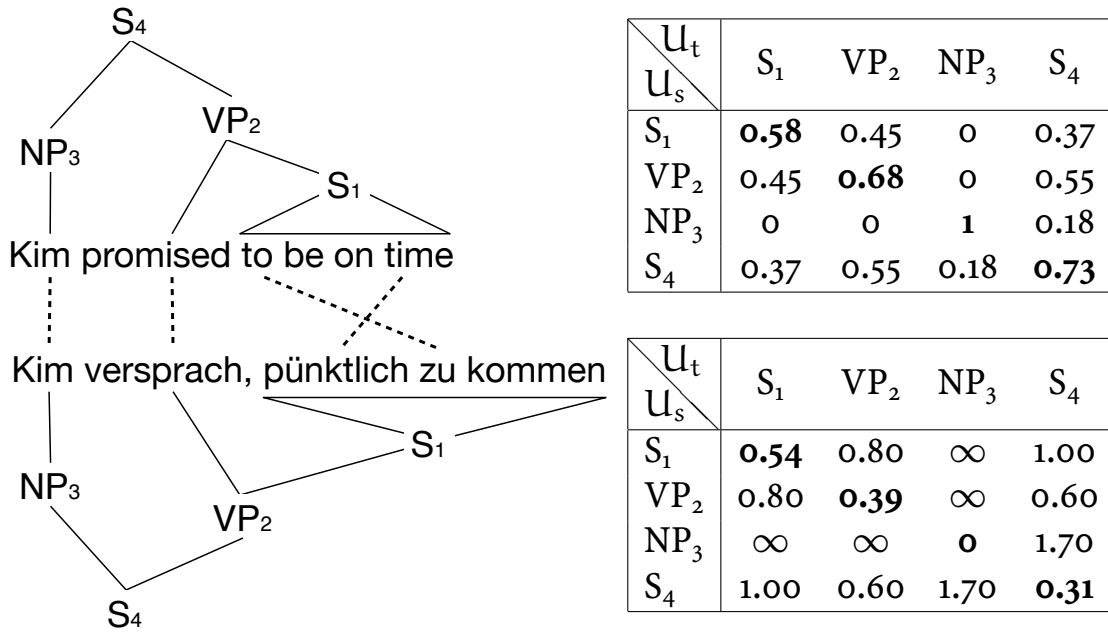 S₄
VP₂
NP₃
S₁
Kim promised to be on time
Kim versprach, pünktlich zu kommen
S₁
NP₃
VP₂
S₄
U_t S₁ VP₂ NP₃ S₄
U_s
S₁ 0.58 0.45 0 0.37
VP₂ 0.45 0.68 0 0.55
NP₃ 0 0 1 0.18
S₄ 0.37 0.55 0.18 0.73
U_t S₁ VP₂ NP₃ S₄
U_s
S₁ 0.54 0.80 ∞ 1.00
VP₂ 0.80 0.39 ∞ 0.60
NP₃ ∞ ∞ 0 1.70
S₄ 1.00 0.60 1.70 0.31